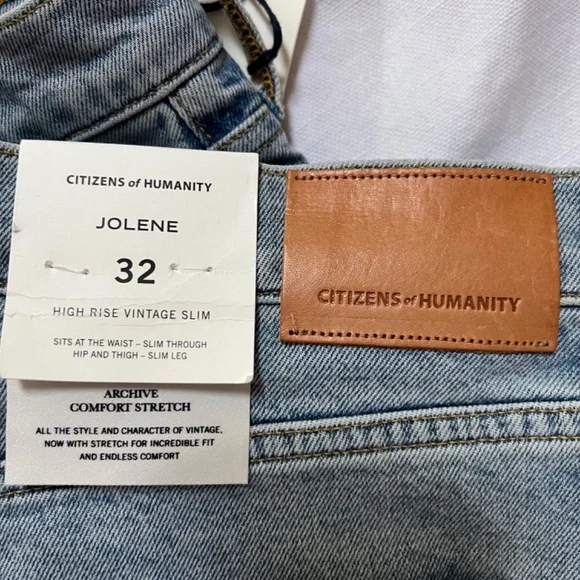 CITIZENS of HUMANITY
JOLENE
32
HIGH RISE VINTAGE SLIM
SITS AT THE WAIST – SLIM THROUGH
HIP AND THIGH – SLIM LEG
ARCHIVE
COMFORT STRETCH
ALL THE STYLE AND CHARACTER OF VINTAGE,
NOW WITH STRETCH FOR INCREDIBLE FIT
AND ENDLESS COMFORT
CITIZENS of HUMANITY